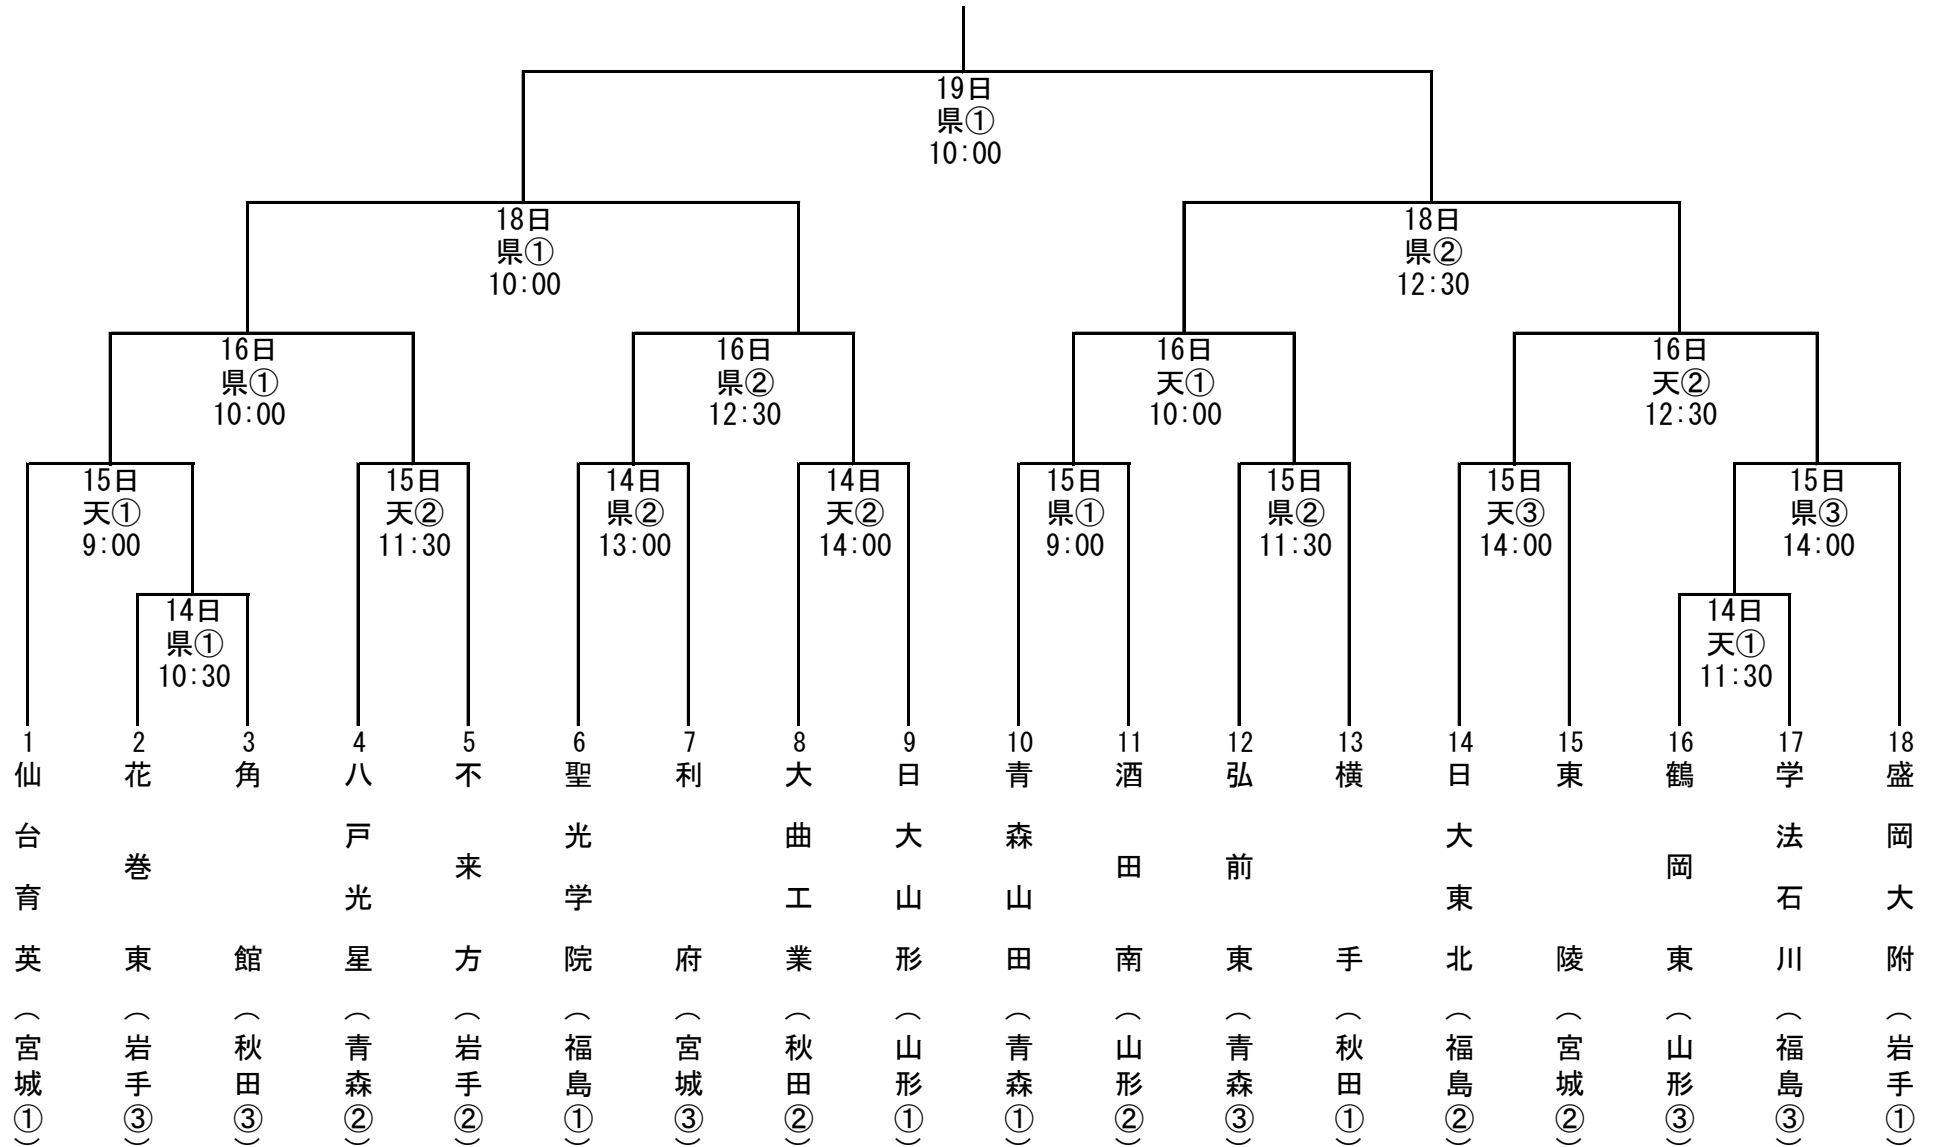 19日
県①
10:00
18日
県①
10:00
18日
県②
12:30
16日
県①
10:00
16日
県②
12:30
16日
天①
10:00
16日
天②
12:30
15日
天①
9:00
15日
天②
11:30
14日
県②
13:00
14日
天②
14:00
15日
県①
9:00
15日
県②
11:30
15日
天③
14:00
15日
県③
14:00
14日
県①
10:30
14日
天①
11:30
1
仙台育英（宮城①）
2
花巻東（岩手③）
3
角館（秋田③）
4
八戸光星（青森②）
5
不来方（岩手②）
6
聖光学院（福島①）
7
利府（宮城③）
8
大曲工業（秋田②）
9
日大山形（山形①）
10
青森山田（青森①）
11
酒田南（山形②）
12
弘前東（青森③）
13
横手（秋田①）
14
日大東北（福島②）
15
東陵（宮城②）
16
鶴岡東（山形③）
17
学法石川（福島③）
18
盛岡大附（岩手①）